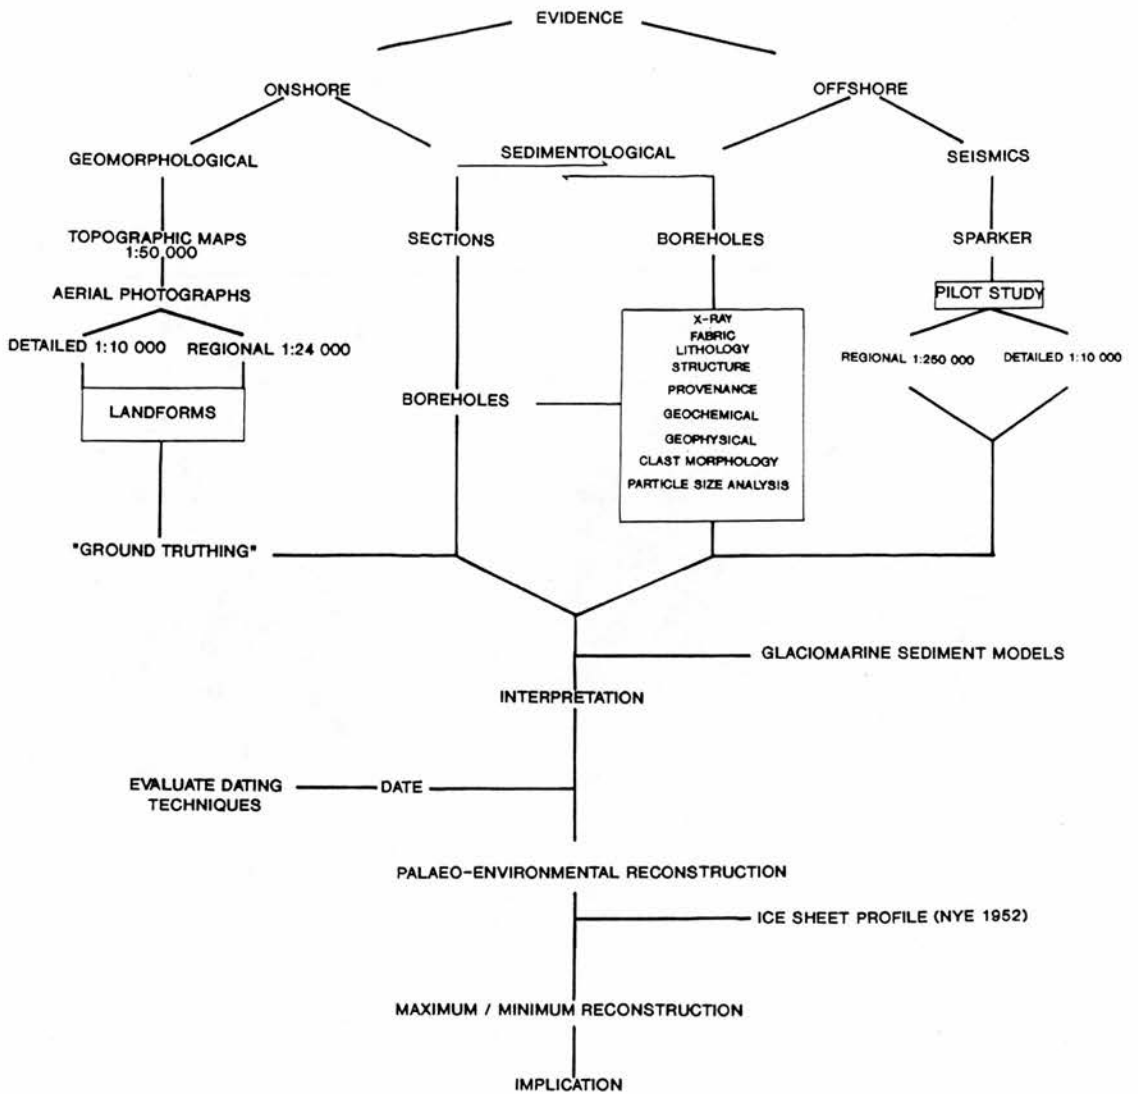 EVIDENCE
ONSHORE
OFFSHORE
GEOMORPHOLOGICAL
SEDIMENTOLOGICAL
SEISMICS
TOPOGRAPHIC MAPS
1:50 000
SECTIONS
BOREHOLES
SPARKER
AERIAL PHOTOGRAPHS
PILOT STUDY
DETAILED 1:10 000
REGIONAL 1:24 000
X-RAY
FABRIC
LITHOLOGY
STRUCTURE
PROVENANCE
GEOCHEMICAL
GEOPHYSICAL
CLAST MORPHOLOGY
PARTICLE SIZE ANALYSIS
REGIONAL 1:250 000
DETAILED 1:10 000
LANDFORMS
BOREHOLES
"GROUND TRUTHING"
GLACIOMARINE SEDIMENT MODELS
INTERPRETATION
EVALUATE DATING
TECHNIQUES
DATE
PALAEO-ENVIRONMENTAL RECONSTRUCTION
ICE SHEET PROFILE (NYE 1952)
MAXIMUM / MINIMUM RECONSTRUCTION
IMPLICATION